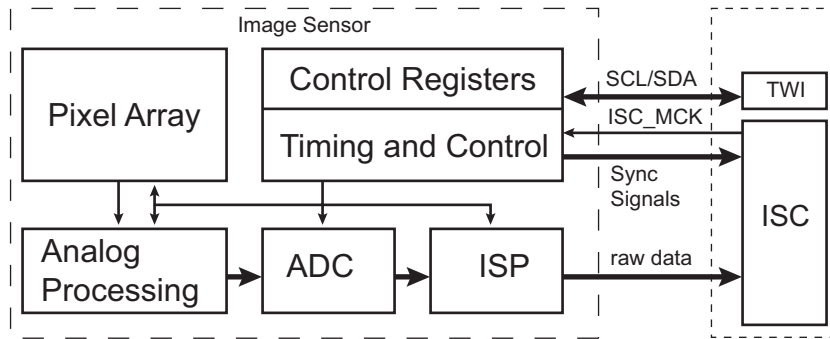 Image Sensor
Pixel Array
Control Registers
Timing and Control
SCL/SDA
TWI
ISC_MCK
Sync
Signals
ISC
Analog
Processing
ADC
ISP
raw data